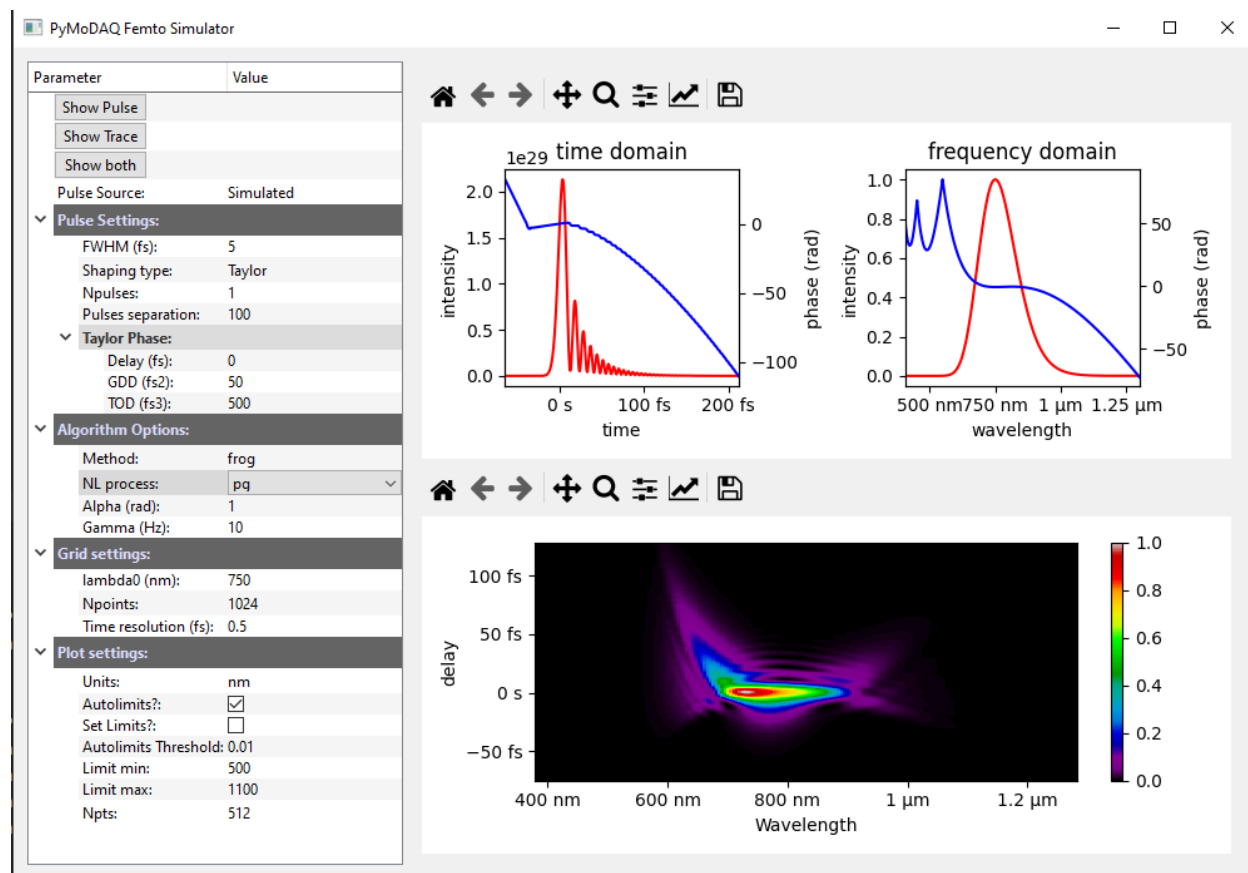 PyMoDAQ Femto Simulator
Parameter Value
Show Pulse
Show Trace
Show both
Pulse Source: Simulated
Pulse Settings:
FWHM (fs): 5
Shaping type: Taylor
Npulses: 1
Pulses separation: 100
Taylor Phase:
Delay (fs): 0
GDD (fs2): 50
TOD (fs3): 500
Algorithm Options:
Method: frog
NL process: pg
Alpha (rad): 1
Gamma (Hz): 10
Grid settings:
lambda0 (nm): 750
Npoints: 1024
Time resolution (fs): 0.5
Plot settings:
Units: nm
Autolimits?:
Set Limits?:
Autolimits Threshold: 0.01
Limit min: 500
Limit max: 1100
Npts: 512
1e29 time domain
2.0
1.5
1.0
0.5
0.0
intensity
0
−50
−100
phase (rad)
0 s 100 fs 200 fs
time
frequency domain
1.0
0.8
0.6
0.4
0.2
0.0
intensity
50
0
−50
phase (rad)
500 nm 750 nm 1 µm 1.25 µm
wavelength
100 fs
50 fs
0 s
−50 fs
delay
400 nm 600 nm 800 nm 1 µm 1.2 µm
Wavelength
1.0
0.8
0.6
0.4
0.2
0.0